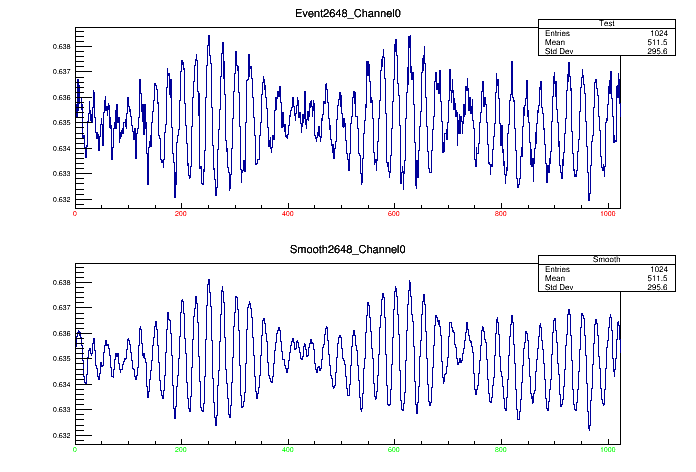 Event2648_Channel0
Test
Entries 1024
Mean 511.5
Std Dev 295.6
0.638
0.637
0.636
0.635
0.634
0.633
0.632
0 200 400 600 800 1000
Smooth2648_Channel0
Smooth
Entries 1024
Mean 511.5
Std Dev 295.6
0.638
0.637
0.636
0.635
0.634
0.633
0.632
0 200 400 600 800 1000